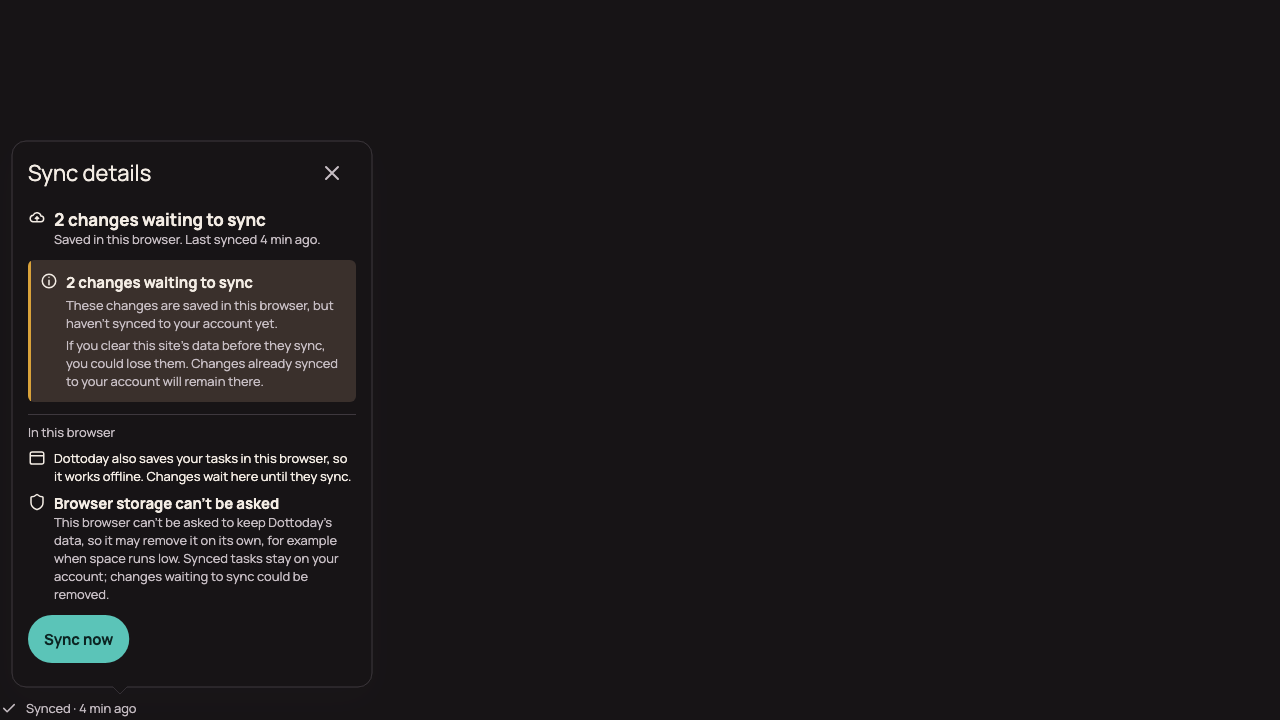 Sync details
2 changes waiting to sync
Saved in this browser. Last synced 4 min ago.
2 changes waiting to sync
These changes are saved in this browser, but
haven't synced to your account yet.
If you clear this site's data before they sync,
you could lose them. Changes already synced
to your account will remain there.
In this browser
Dottoday also saves your tasks in this browser, so
it works offline. Changes wait here until they sync.
Browser storage can't be asked
This browser can't be asked to keep Dottoday's
data, so it may remove it on its own, for example
when space runs low. Synced tasks stay on your
account; changes waiting to sync could be
removed.
Sync now
Synced · 4 min ago